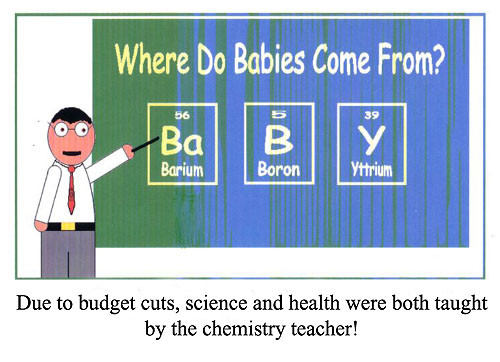 Where Do Babies Come From?
56 5 39
Ba B Y
Barium Boron Yttrium
Due to budget cuts, science and health were both taught
by the chemistry teacher!